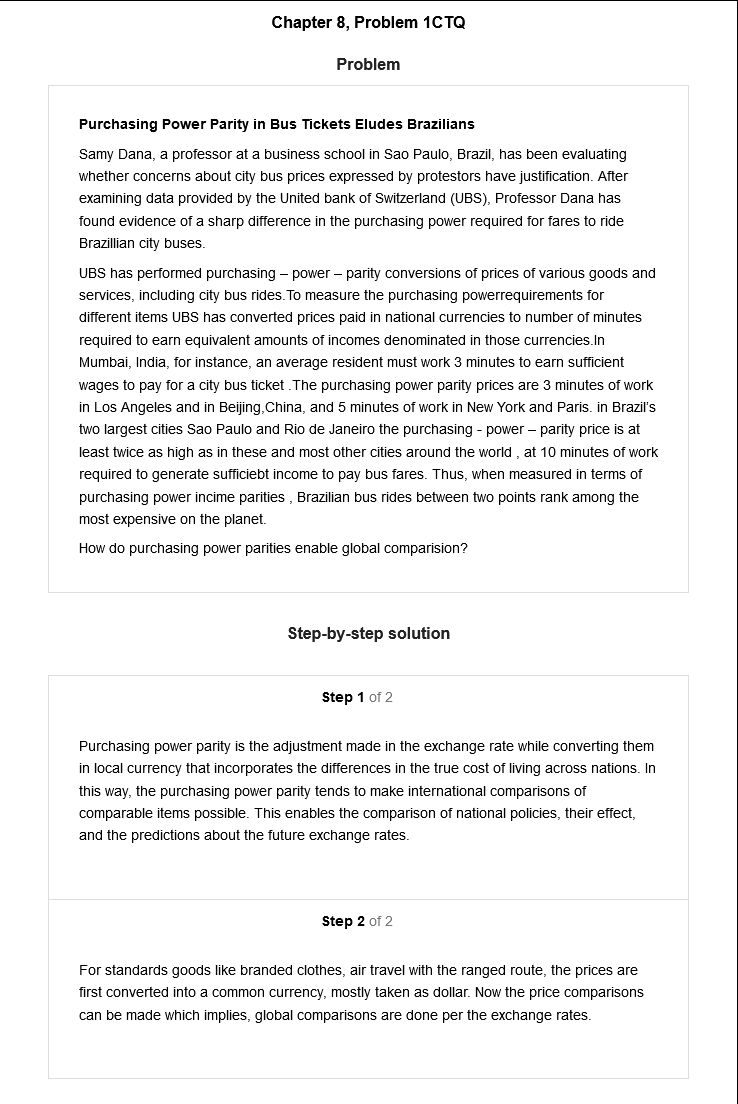 Chapter 8, Problem 1CTQ
Problem
Purchasing Power Parity in Bus Tickets Eludes Brazilians
Samy Dana, a professor at a business school in Sao Paulo, Brazil, has been evaluating
whether concerns about city bus prices expressed by protestors have justification. After
examining data provided by the United bank of Switzerland (UBS), Professor Dana has
found evidence of a sharp difference in the purchasing power required for fares to ride
Brazillian city buses.
UBS has performed purchasing – power – parity conversions of prices of various goods and
services, including city bus rides.To measure the purchasing powerrequirements for
different items UBS has converted prices paid in national currencies to number of minutes
required to earn equivalent amounts of incomes denominated in those currencies.In
Mumbai, India, for instance, an average resident must work 3 minutes to earn sufficient
wages to pay for a city bus ticket .The purchasing power parity prices are 3 minutes of work
in Los Angeles and in Beijing,China, and 5 minutes of work in New York and Paris. in Brazil's
two largest cities Sao Paulo and Rio de Janeiro the purchasing - power – parity price is at
least twice as high as in these and most other cities around the world , at 10 minutes of work
required to generate sufficiebt income to pay bus fares. Thus, when measured in terms of
purchasing power incime parities , Brazilian bus rides between two points rank among the
most expensive on the planet.
How do purchasing power parities enable global comparision?
Step-by-step solution
Step 1 of 2
Purchasing power parity is the adjustment made in the exchange rate while converting them
in local currency that incorporates the differences in the true cost of living across nations. In
this way, the purchasing power parity tends to make international comparisons of
comparable items possible. This enables the comparison of national policies, their effect,
and the predictions about the future exchange rates.
Step 2 of 2
For standards goods like branded clothes, air travel with the ranged route, the prices are
first converted into a common currency, mostly taken as dollar. Now the price comparisons
can be made which implies, global comparisons are done per the exchange rates.